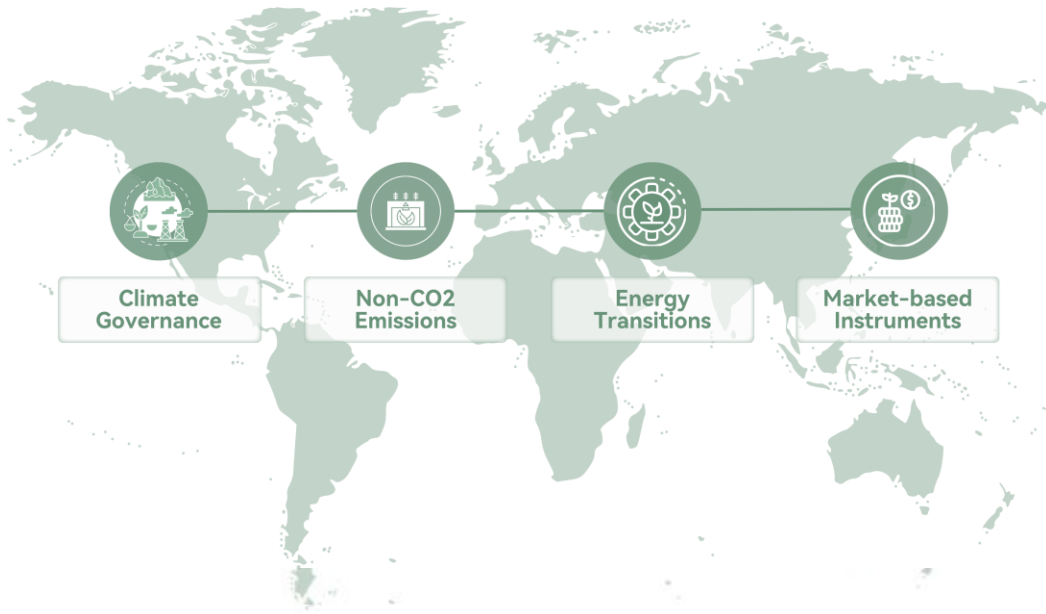 Climate
Governance
Non-CO2
Emissions
Energy
Transitions
Market-based
Instruments